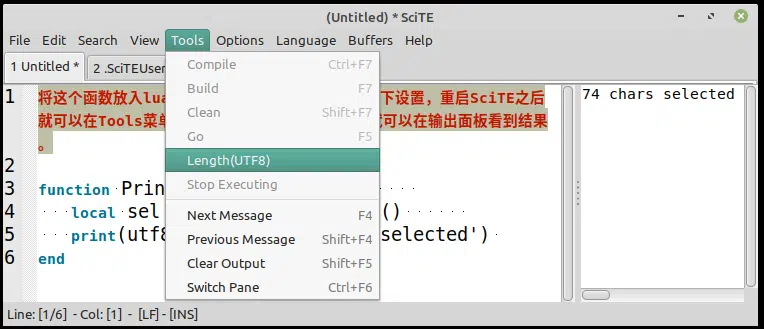 (Untitled) * SciTE
File Edit Search View Tools Options Language Buffers Help
1 Untitled * 2 .SciTEUser
Compile Ctrl+F7
Build F7
Clean Shift+F7
Go F5
Length(UTF8)
Stop Executing
Next Message F4
Previous Message Shift+F4
Clear Output Shift+F5
Switch Pane Ctrl+F6
1 将这个函数放入lua 下设置，重启SciTE之后
就可以在Tools菜单 可以在输出面板看到结果
。
2
3 function Prin
4 local sel ()
5 print(utf8 selected')
6 end
74 chars selected
Line: [1/6] - Col: [1] - [LF] - [INS]